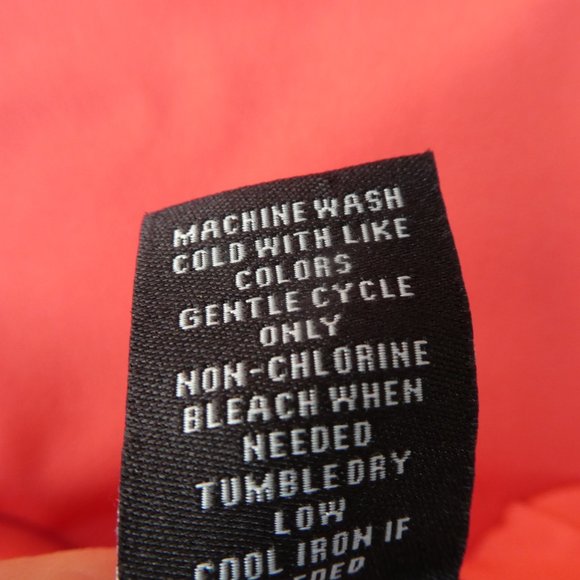 MACHINE WASH
COLD WITH LIKE
COLORS
GENTLE CYCLE
ONLY
NON-CHLORINE
BLEACH WHEN
NEEDED
TUMBLE DRY
LOW
COOL IRON IF